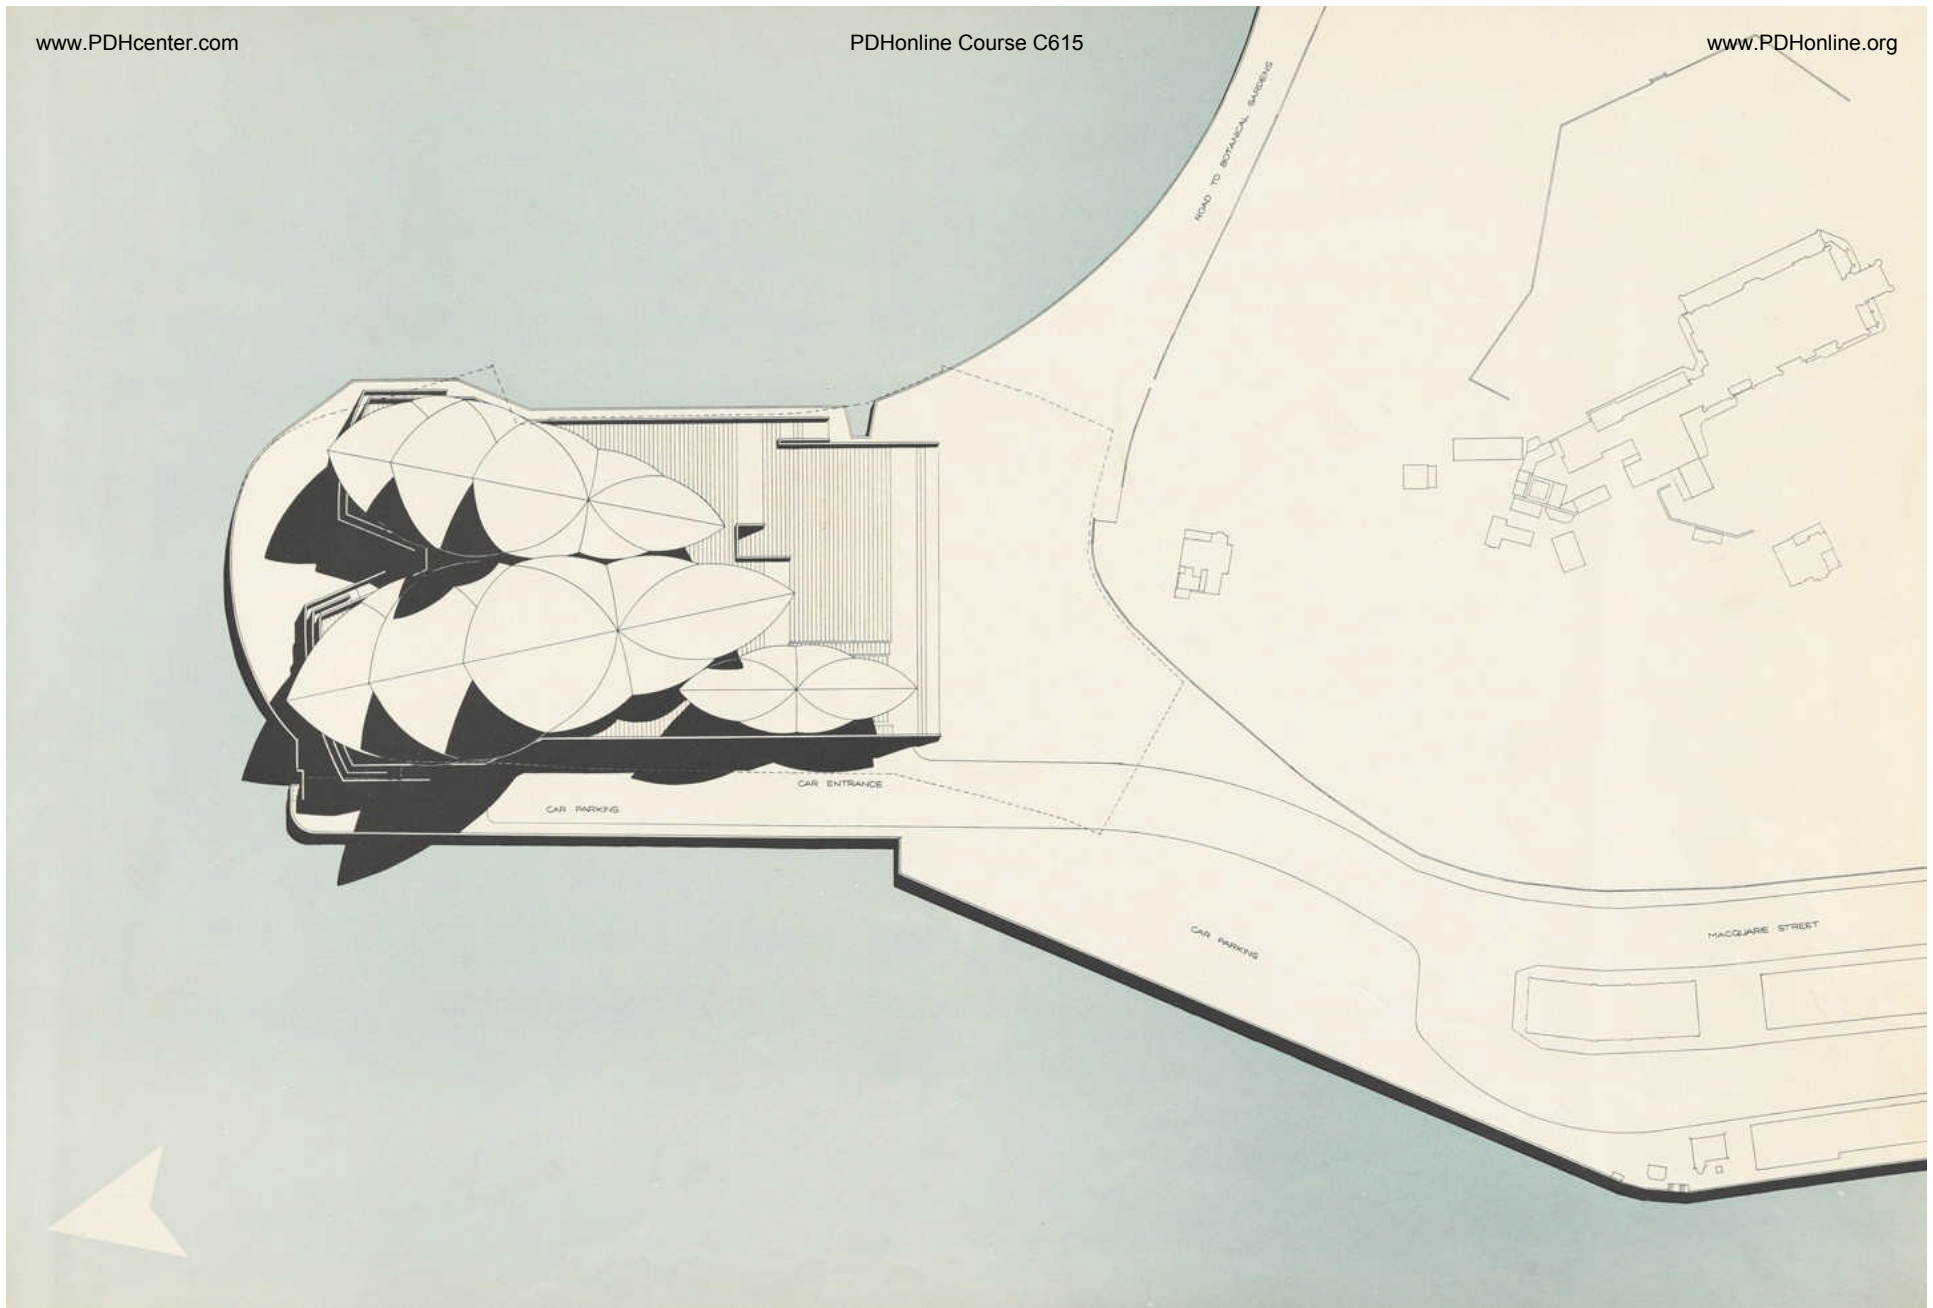 www.PDHcenter.com
PDHonline Course C615
www.PDHonline.org
ROAD TO BOTANICAL GARDENS
CAR ENTRANCE
CAR PARKING
CAR PARKING
MACQUARIE STREET